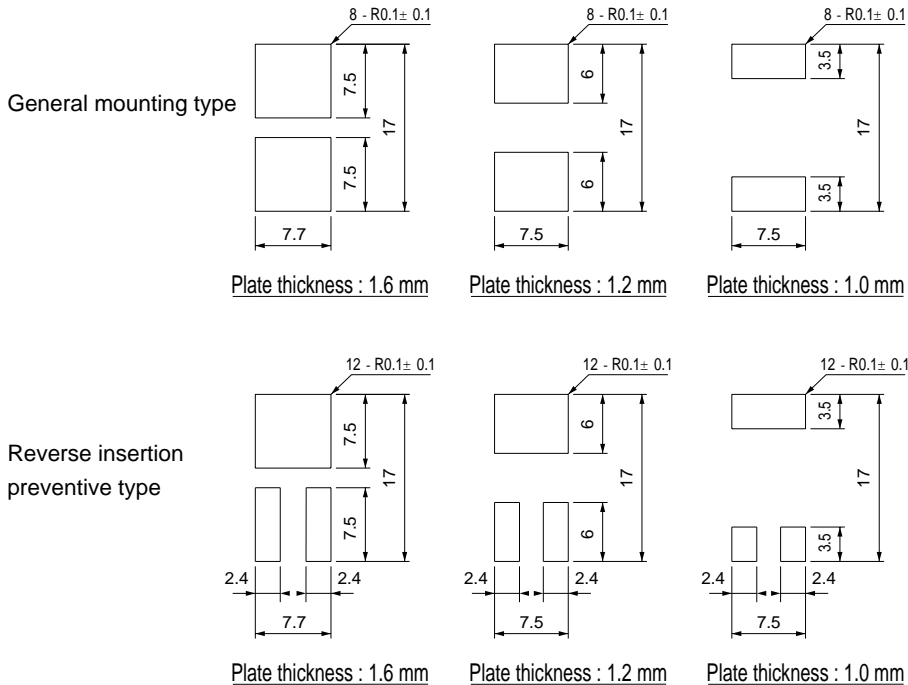 8 - R0.1± 0.1
8 - R0.1± 0.1
8 - R0.1± 0.1
General mounting type
7.5
7.5
17
7.7
6
6
17
7.5
3.5
3.5
17
7.5
Plate thickness : 1.6 mm
Plate thickness : 1.2 mm
Plate thickness : 1.0 mm
12 - R0.1± 0.1
12 - R0.1± 0.1
12 - R0.1± 0.1
Reverse insertion
preventive type
7.5
7.5
17
2.4
2.4
7.7
6
6
17
2.4
2.4
7.5
3.5
3.5
17
2.4
2.4
7.5
Plate thickness : 1.6 mm
Plate thickness : 1.2 mm
Plate thickness : 1.0 mm